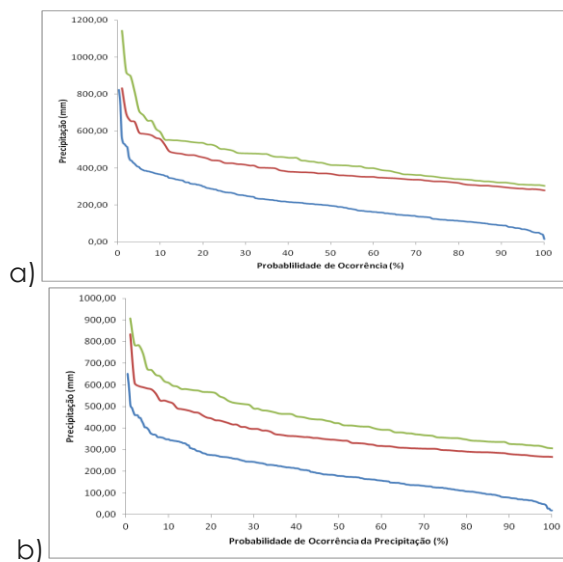 1200,00
1000,00
800,00
600,00
400,00
200,00
0,00
Precipitação (mm)
0 10 20 30 40 50 60 70 80 90 100
Probablilidade de Ocorrência (%)
a)
1000,00
900,00
800,00
700,00
600,00
500,00
400,00
300,00
200,00
100,00
0,00
Precipitação (mm)
0 10 20 30 40 50 60 70 80 90 100
Probabilidade de Ocorrência da Precipitação (%)
b)